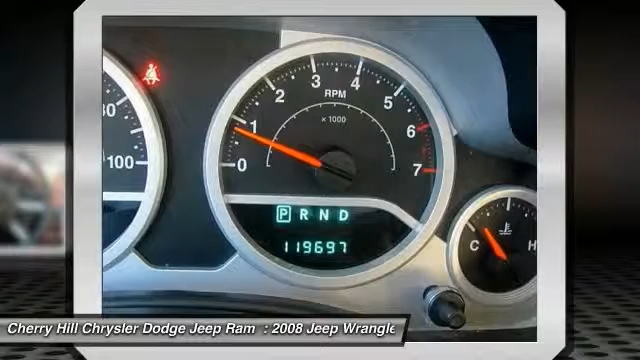 3
2
4
RPM
1
5
x 1000
6
80
100
0
7
P R N D
119697
C
H
Cherry Hill Chrysler Dodge Jeep Ram : 2008 Jeep Wrangle